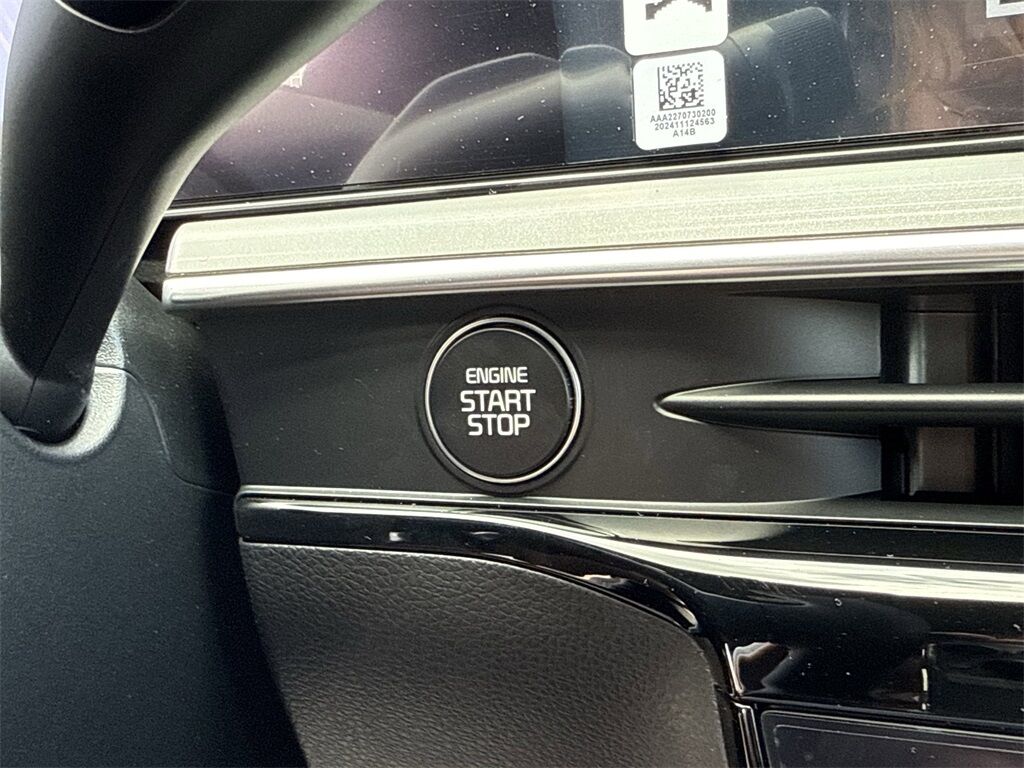 AAA2270730200
202411124563
A14B
ENGINE
START
STOP